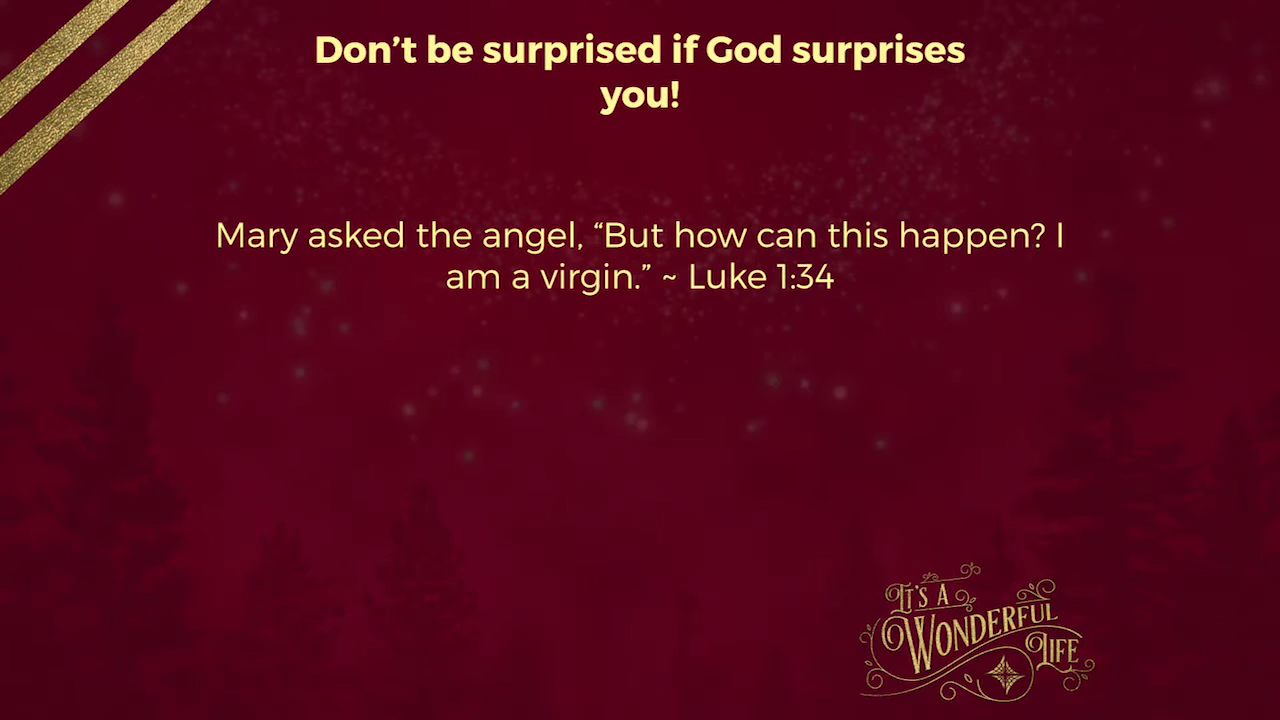 Don’t be surprised if God surprises
you!
Mary asked the angel, “But how can this happen? I
am a virgin.” ~ Luke 1:34
It's a
Wonderful
Life